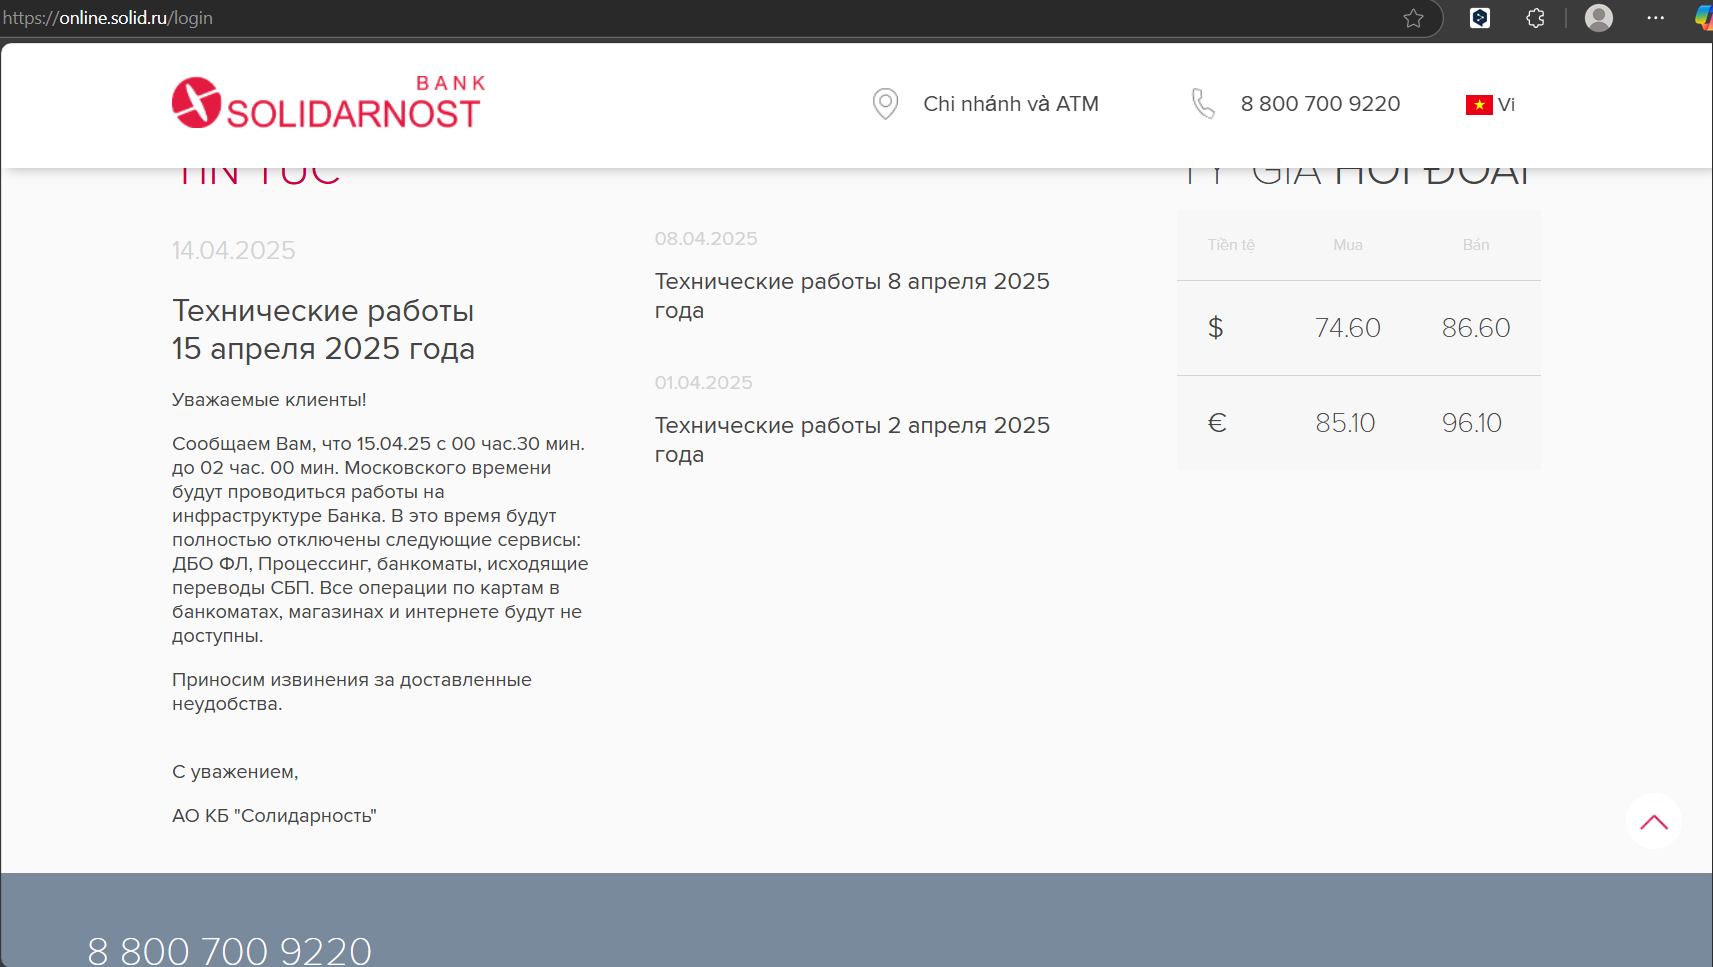 https://online.solid.ru/login
BANK
SOLIDARNOST
Chi nhánh và ATM
8 800 700 9220
Vi
TIN TỨC
14.04.2025
Технические работы
15 апреля 2025 года
Уважаемые клиенты!
Сообщаем Вам, что 15.04.25 с 00 час.30 мин.
до 02 час. 00 мин. Московского времени
будут проводиться работы на
инфраструктуре Банка. В это время будут
полностью отключены следующие сервисы:
ДБО ФЛ, Процессинг, банкоматы, исходящие
переводы СБП. Все операции по картам в
банкоматах, магазинах и интернете будут не
доступны.
Приносим извинения за доставленные
неудобства.
С уважением,
АО КБ "Солидарность"
08.04.2025
Технические работы 8 апреля 2025
года
01.04.2025
Технические работы 2 апреля 2025
года
TỶ GIÁ HỐI ĐOÁI
Tiền tệ Mua Bán
$ 74.60 86.60
€ 85.10 96.10
8 800 700 9220